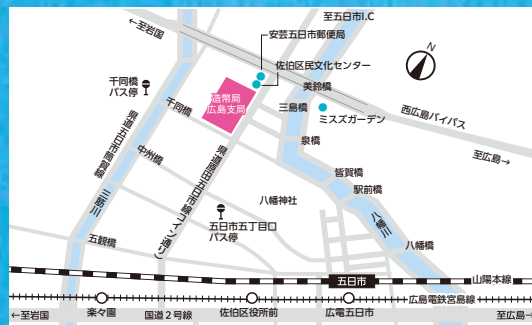 至五日市I.C
←至岩国
安芸五日市郵便局
佐伯区民文化センター
N
美鈴橋
千同橋
バス停
造幣局
広島支局
三島橋
ミスズガーデン
西広島バイパス
千同橋
泉橋
至広島→
県道五日市筒賀線
中州橋
県道原田五日市線(コイン通り)
皆賀橋
駅前橋
三筋川
八幡神社
五日市五丁目口
バス停
八幡川
五観橋
八幡橋
五日市
山陽本線
広島電鉄宮島線
←至岩国
楽々園
国道2号線
佐伯区役所前
広電五日市
至広島→